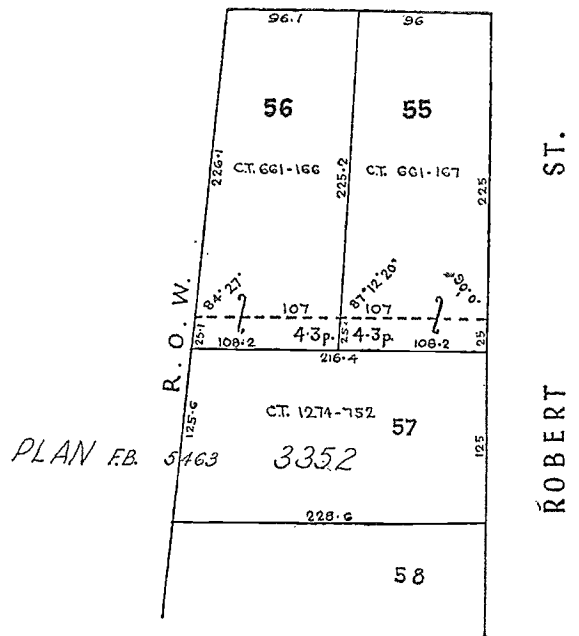 96.1 96
56 55
ST.
C.T. 661-166 C.T. 661-167
226.1 225.2 225
84° 27' 87° 12' 20" 90° 0'
107 107
25.1 4.3p. 25.1 4.3p. 25
108.2 108.2
216.4
R. O. W.
C.T. 1274-752
57
125.6 125
PLAN F.B. 5463 3352
ROBERT
228.6
58